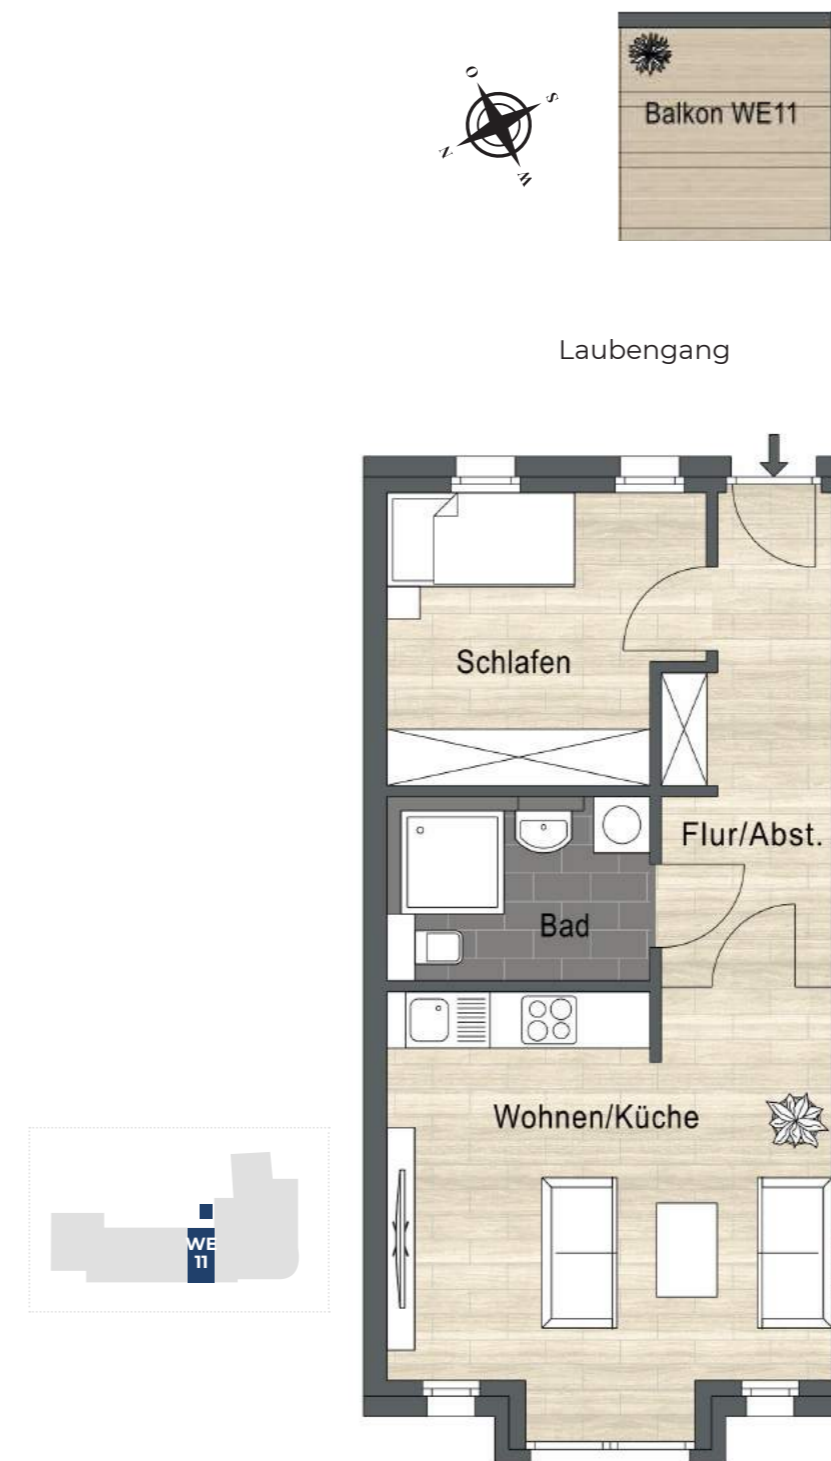 O
S
N
W
Balkon WE11
Laubengang
Schlafen
Flur/Abst.
Bad
Wohnen/Küche
WE
11